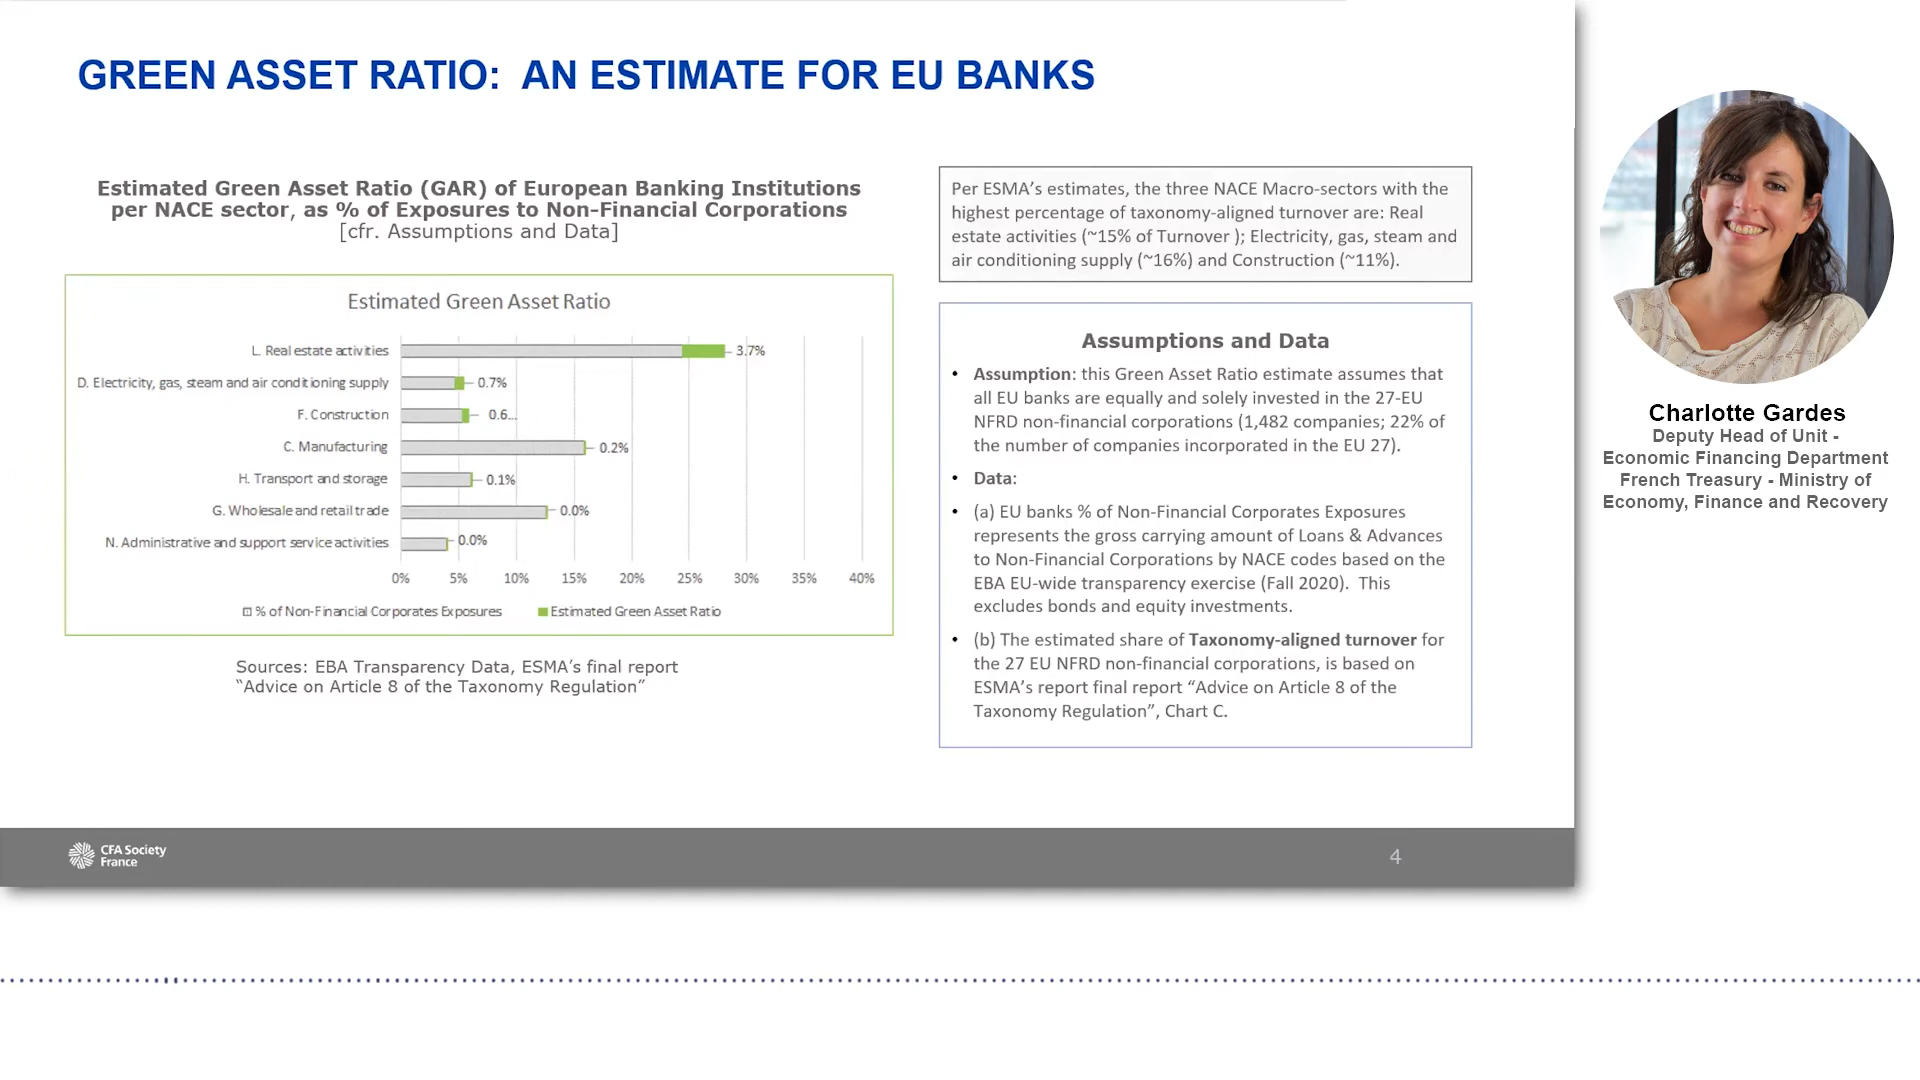 GREEN ASSET RATIO: AN ESTIMATE FOR EU BANKS
Estimated Green Asset Ratio (GAR) of European Banking Institutions
per NACE sector, as % of Exposures to Non-Financial Corporations
[cfr. Assumptions and Data]
Estimated Green Asset Ratio
L. Real estate activities 3.7%
D. Electricity, gas, steam and air conditioning supply 0.7%
F. Construction 0.6...
C. Manufacturing 0.2%
H. Transport and storage 0.1%
G. Wholesale and retail trade 0.0%
N. Administrative and support service activities 0.0%
0% 5% 10% 15% 20% 25% 30% 35% 40%
% of Non-Financial Corporates Exposures Estimated Green Asset Ratio
Sources: EBA Transparency Data, ESMA's final report
“Advice on Article 8 of the Taxonomy Regulation”
Per ESMA's estimates, the three NACE Macro-sectors with the
highest percentage of taxonomy-aligned turnover are: Real
estate activities (~15% of Turnover ); Electricity, gas, steam and
air conditioning supply (~16%) and Construction (~11%).
Assumptions and Data
• Assumption: this Green Asset Ratio estimate assumes that
all EU banks are equally and solely invested in the 27-EU
NFRD non-financial corporations (1,482 companies; 22% of
the number of companies incorporated in the EU 27).
• Data:
• (a) EU banks % of Non-Financial Corporates Exposures
represents the gross carrying amount of Loans & Advances
to Non-Financial Corporations by NACE codes based on the
EBA EU-wide transparency exercise (Fall 2020). This
excludes bonds and equity investments.
• (b) The estimated share of Taxonomy-aligned turnover for
the 27 EU NFRD non-financial corporations, is based on
ESMA's report final report “Advice on Article 8 of the
Taxonomy Regulation”, Chart C.
CFA Society
France
4
Charlotte Gardes
Deputy Head of Unit -
Economic Financing Department
French Treasury - Ministry of
Economy, Finance and Recovery